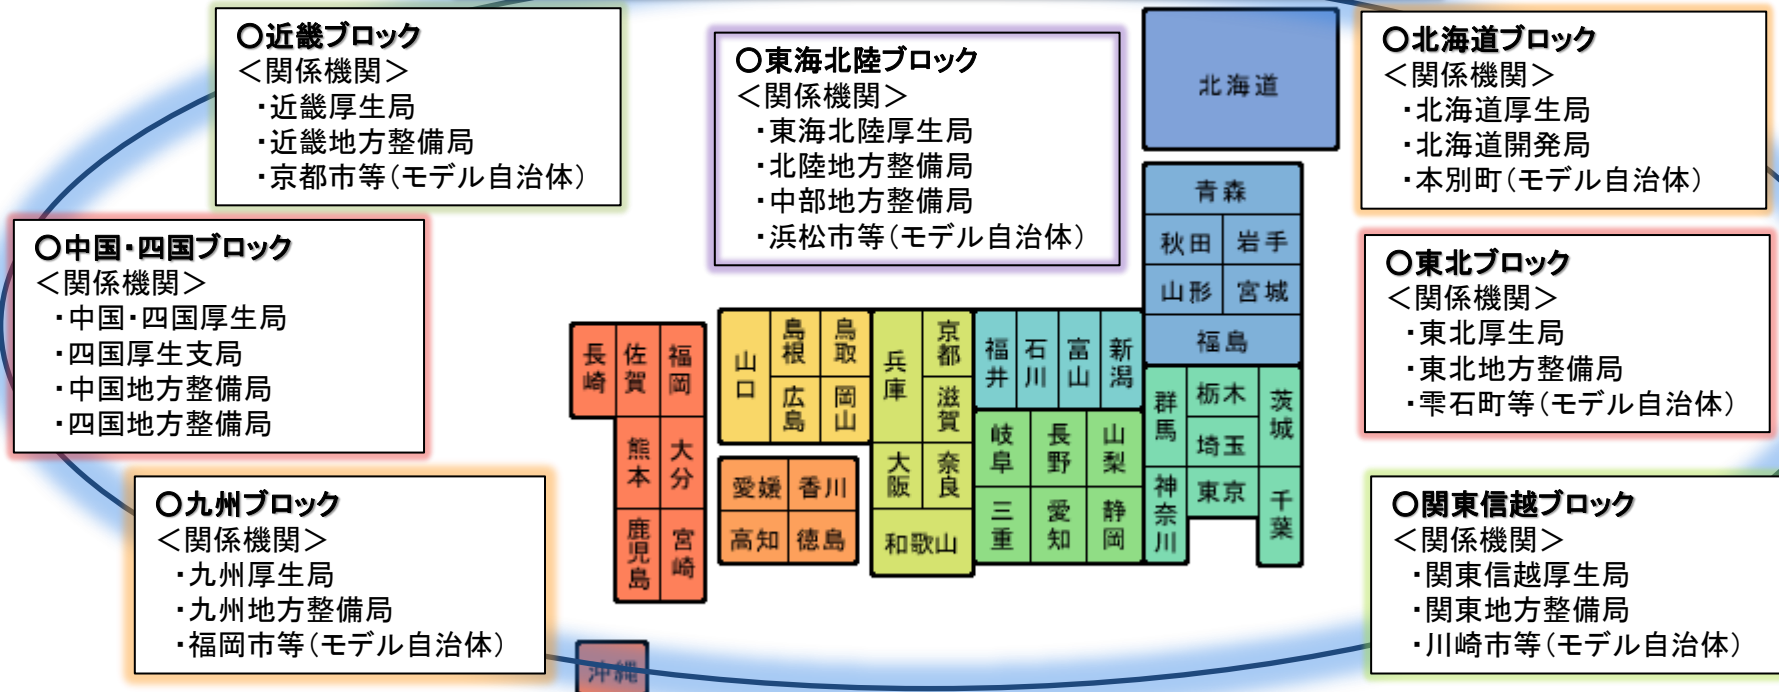 ○近畿ブロック
＜関係機関＞
・近畿厚生局
・近畿地方整備局
・京都市等（モデル自治体）
○東海北陸ブロック
＜関係機関＞
・東海北陸厚生局
・北陸地方整備局
・中部地方整備局
・浜松市等（モデル自治体）
○北海道ブロック
＜関係機関＞
・北海道厚生局
・北海道開発局
・本別町（モデル自治体）
○中国・四国ブロック
＜関係機関＞
・中国・四国厚生局
・四国厚生支局
・中国地方整備局
・四国地方整備局
○東北ブロック
＜関係機関＞
・東北厚生局
・東北地方整備局
・雫石町等（モデル自治体）
○九州ブロック
＜関係機関＞
・九州厚生局
・九州地方整備局
・福岡市等（モデル自治体）
○関東信越ブロック
＜関係機関＞
・関東信越厚生局
・関東地方整備局
・川崎市等（モデル自治体）
北海道
青森
秋田
岩手
山形
宮城
福島
長崎
佐賀
福岡
熊本
大分
鹿児島
宮崎
沖縄
山口
島根
鳥取
広島
岡山
愛媛
香川
高知
徳島
兵庫
京都
滋賀
大阪
奈良
和歌山
福井
石川
富山
新潟
岐阜
長野
山梨
三重
愛知
静岡
群馬
栃木
茨城
埼玉
神奈川
東京
千葉